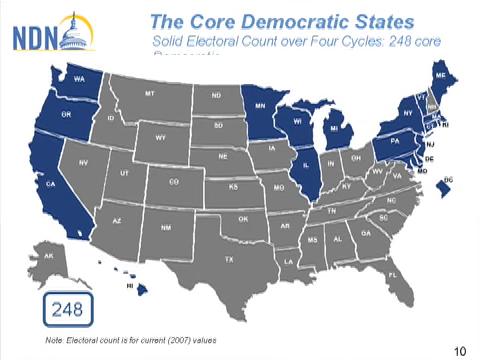 NDN
The Core Democratic States
Solid Electoral Count over Four Cycles: 248 core
Democratic
WA
MT
ND
MN
ME
OR
ID
SD
WI
MI
VT
NH
NY
MA
RI
CT
WY
NE
IA
PA
NJ
NV
UT
CO
IL
IN
OH
WV
VA
DE
MD
DC
CA
KS
MO
KY
NC
TN
AZ
NM
OK
AR
SC
MS
AL
GA
TX
LA
FL
AK
HI
248
Note: Electoral count is for current (2007) values
10